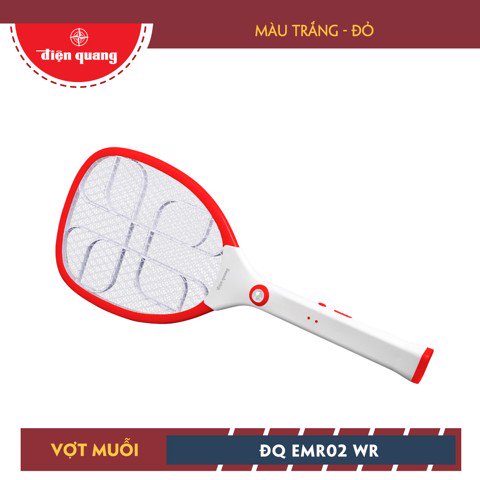 điện quang
MÀU TRẮNG - ĐỎ
VỢT MUỖI
ĐQ EMR02 WR